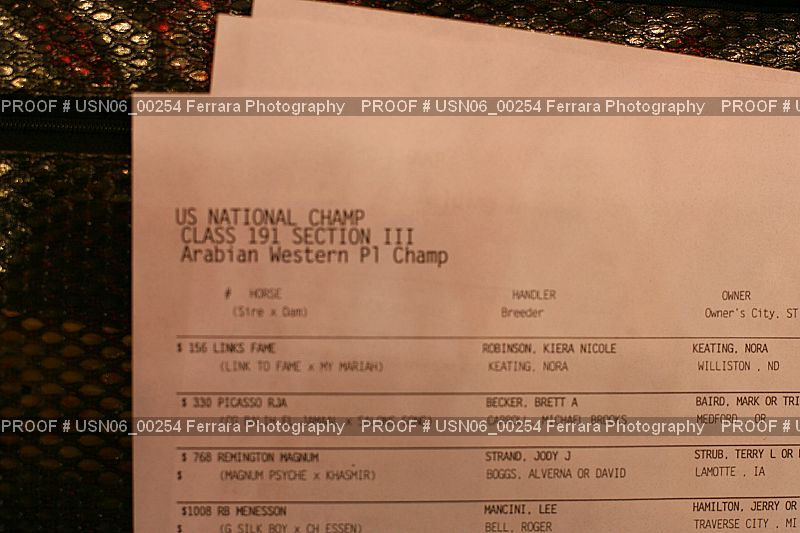 PROOF # USN06_00254 Ferrara Photography PROOF # USN06_00254 Ferrara Photography PROOF # U
US NATIONAL CHAMP
CLASS 191 SECTION III
Arabian Western Pl Champ
# HORSE HANDLER OWNER
(Sire x Dam) Breeder Owner's City, ST
$ 156 LINKS FAME ROBINSON, KIERA NICOLE KEATING, NORA
(LINK TO FAME x MY MARIAH) KEATING, NORA WILLISTON , ND
$ 330 PICASSO RJA BECKER, BRETT A BAIRD, MARK OR TRI
MICHAEL BROOKS MEDFORD , OR
PROOF # USN06_00254 Ferrara Photography PROOF # USN06_00254 Ferrara Photography PROOF # U
$ 768 REMINGTON MAGNUM STRAND, JODY J STRUB, TERRY L OR
$ (MAGNUM PSYCHE x KHASMIR) BOGGS, ALVERNA OR DAVID LAMOTTE , IA
$1008 RB MENESSON MANCINI, LEE HAMILTON, JERRY OR
$ (G SILK BOY x CH ESSEN) BELL, ROGER TRAVERSE CITY , MI